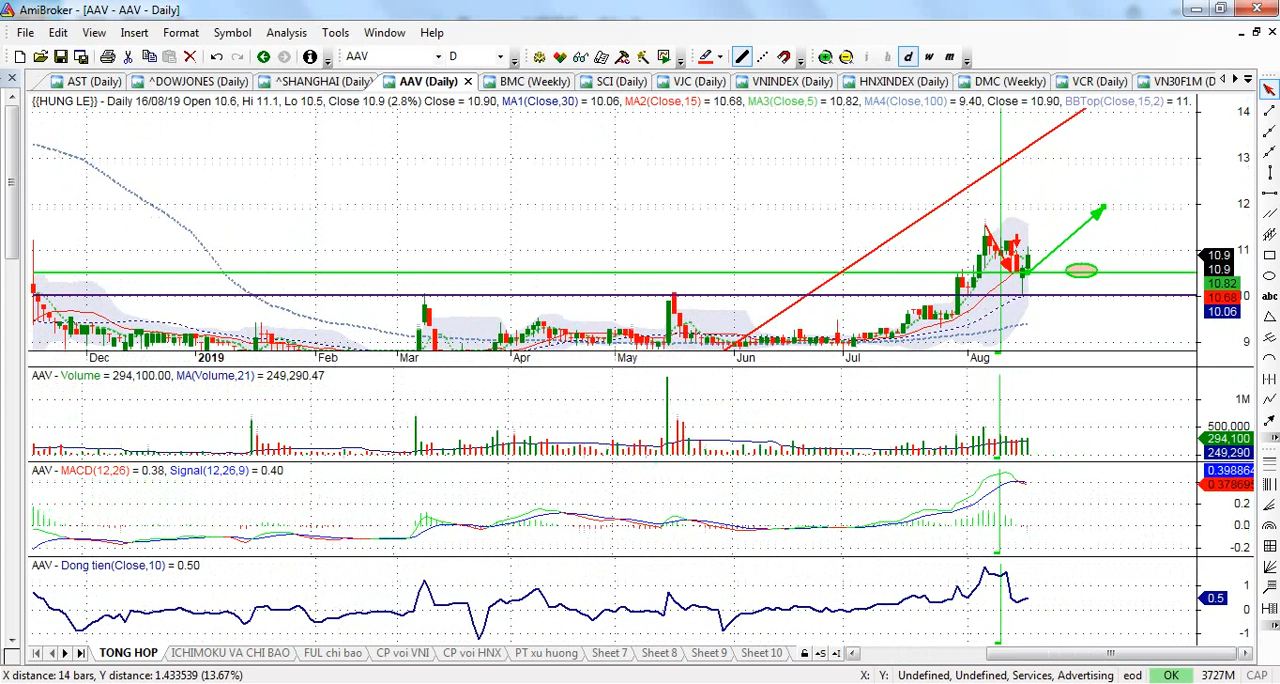 AmiBroker - [AAV - AAV - Daily]
File Edit View Insert Format Symbol Analysis Tools Window Help
AAV D i h d w m
AST (Daily) ^DOWJONES (Daily) ^SHANGHAI (Daily) AAV (Daily) BMC (Weekly) SCI (Daily) VJC (Daily) VNINDEX (Daily) HNXINDEX (Daily) DMC (Weekly) VCR (Daily) VN30F1M (D
{{HUNG LE}} - Daily 16/08/19 Open 10.6, Hi 11.1, Lo 10.5, Close 10.9 (2.8%) Close = 10.90, MA1(Close,30) = 10.06, MA2(Close,15) = 10.68, MA3(Close,5) = 10.82, MA4(Close,100) = 9.40, Close = 10.90, BBTop(Close,15,2) = 11.
14
13
12
11
10.9
10.9
10.82
10.68
10
10.06
9
abc
Dec 2019 Feb Mar Apr May Jun Jul Aug
AAV - Volume = 294,100.00, MA(Volume,21) = 249,290.47
1M
500,000
294,100
249,290
AAV - MACD(12,26) = 0.38, Signal(12,26,9) = 0.40
0.398864
0.378695
0.2
0.0
-0.2
AAV - Dong tien(Close,10) = 0.50
1
0.5
0
-1
TONG HOP ICHIMOKU VA CHI BAO FUL chi bao CP voi VNI CP voi HNX PT xu huong Sheet 7 Sheet 8 Sheet 9 Sheet 10
X distance: 14 bars, Y distance: 1.433539 (13.67%) X: Y: Undefined, Undefined, Services, Advertising eod OK 3727M CAP